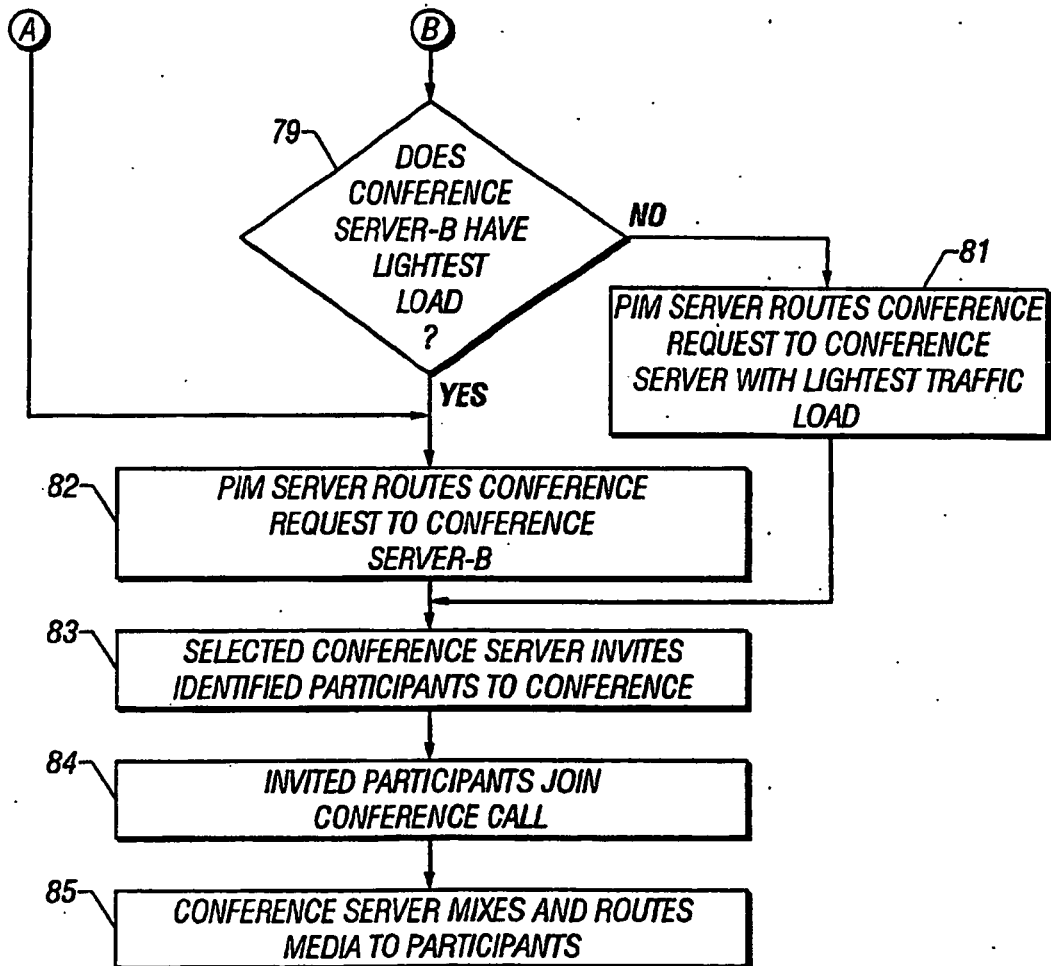 A
B
79
DOES
CONFERENCE
SERVER-B HAVE
LIGHTEST
LOAD
?
NO
YES
81
PIM SERVER ROUTES CONFERENCE
REQUEST TO CONFERENCE
SERVER WITH LIGHTEST TRAFFIC
LOAD
82
PIM SERVER ROUTES CONFERENCE
REQUEST TO CONFERENCE
SERVER-B
83
SELECTED CONFERENCE SERVER INVITES
IDENTIFIED PARTICIPANTS TO CONFERENCE
84
INVITED PARTICIPANTS JOIN
CONFERENCE CALL
85
CONFERENCE SERVER MIXES AND ROUTES
MEDIA TO PARTICIPANTS